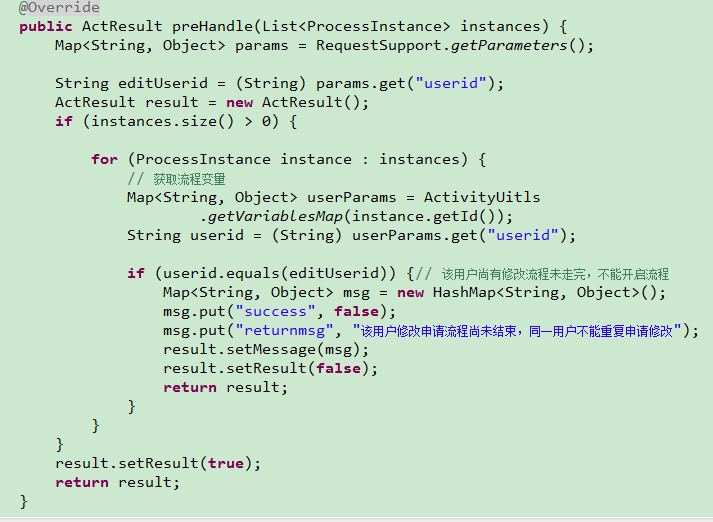 @Override
public ActResult preHandle(List<ProcessInstance> instances) {
    Map<String, Object> params = RequestSupport.getParameters();

    String editUserid = (String) params.get("userid");
    ActResult result = new ActResult();
    if (instances.size() > 0) {

        for (ProcessInstance instance : instances) {
            // 获取流程变量
            Map<String, Object> userParams = ActivityUitls
                    .getVariablesMap(instance.getId());
            String userid = (String) userParams.get("userid");

            if (userid.equals(editUserid)) {// 该用户尚有修改流程未走完，不能开启流程
                Map<String, Object> msg = new HashMap<String, Object>();
                msg.put("success", false);
                msg.put("returnmsg", "该用户修改申请流程尚未结束，同一用户不能重复申请修改");
                result.setMessage(msg);
                result.setResult(false);
                return result;
            }
        }
    }
    result.setResult(true);
    return result;
}